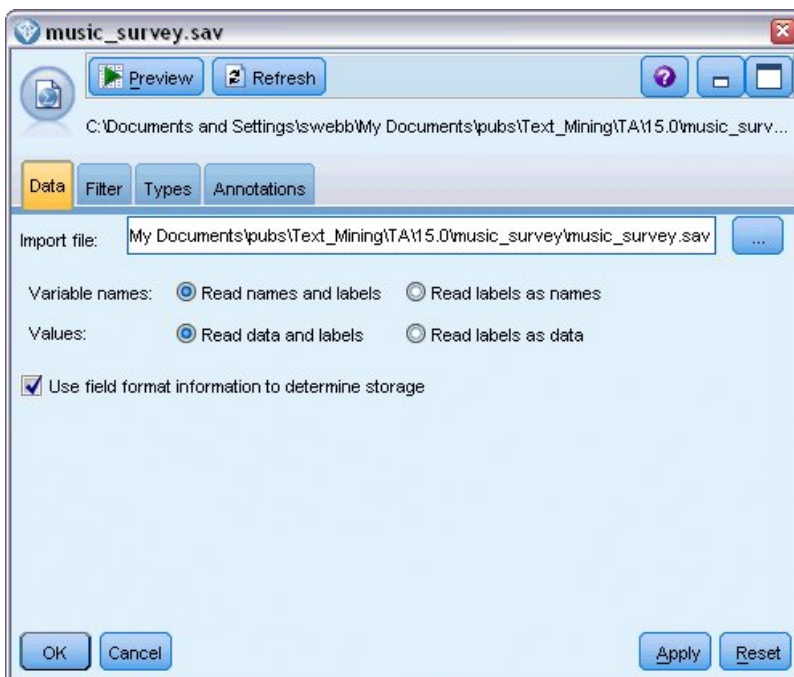 music_survey.sav
Preview Refresh
C:\Documents and Settings\swebb\My Documents\pubs\Text_Mining\TA\15.0\music_surv...
Data Filter Types Annotations
Import file: My Documents\pubs\Text_Mining\TA\15.0\music_survey\music_survey.sav ...
Variable names: Read names and labels Read labels as names
Values: Read data and labels Read labels as data
Use field format information to determine storage
OK Cancel Apply Reset